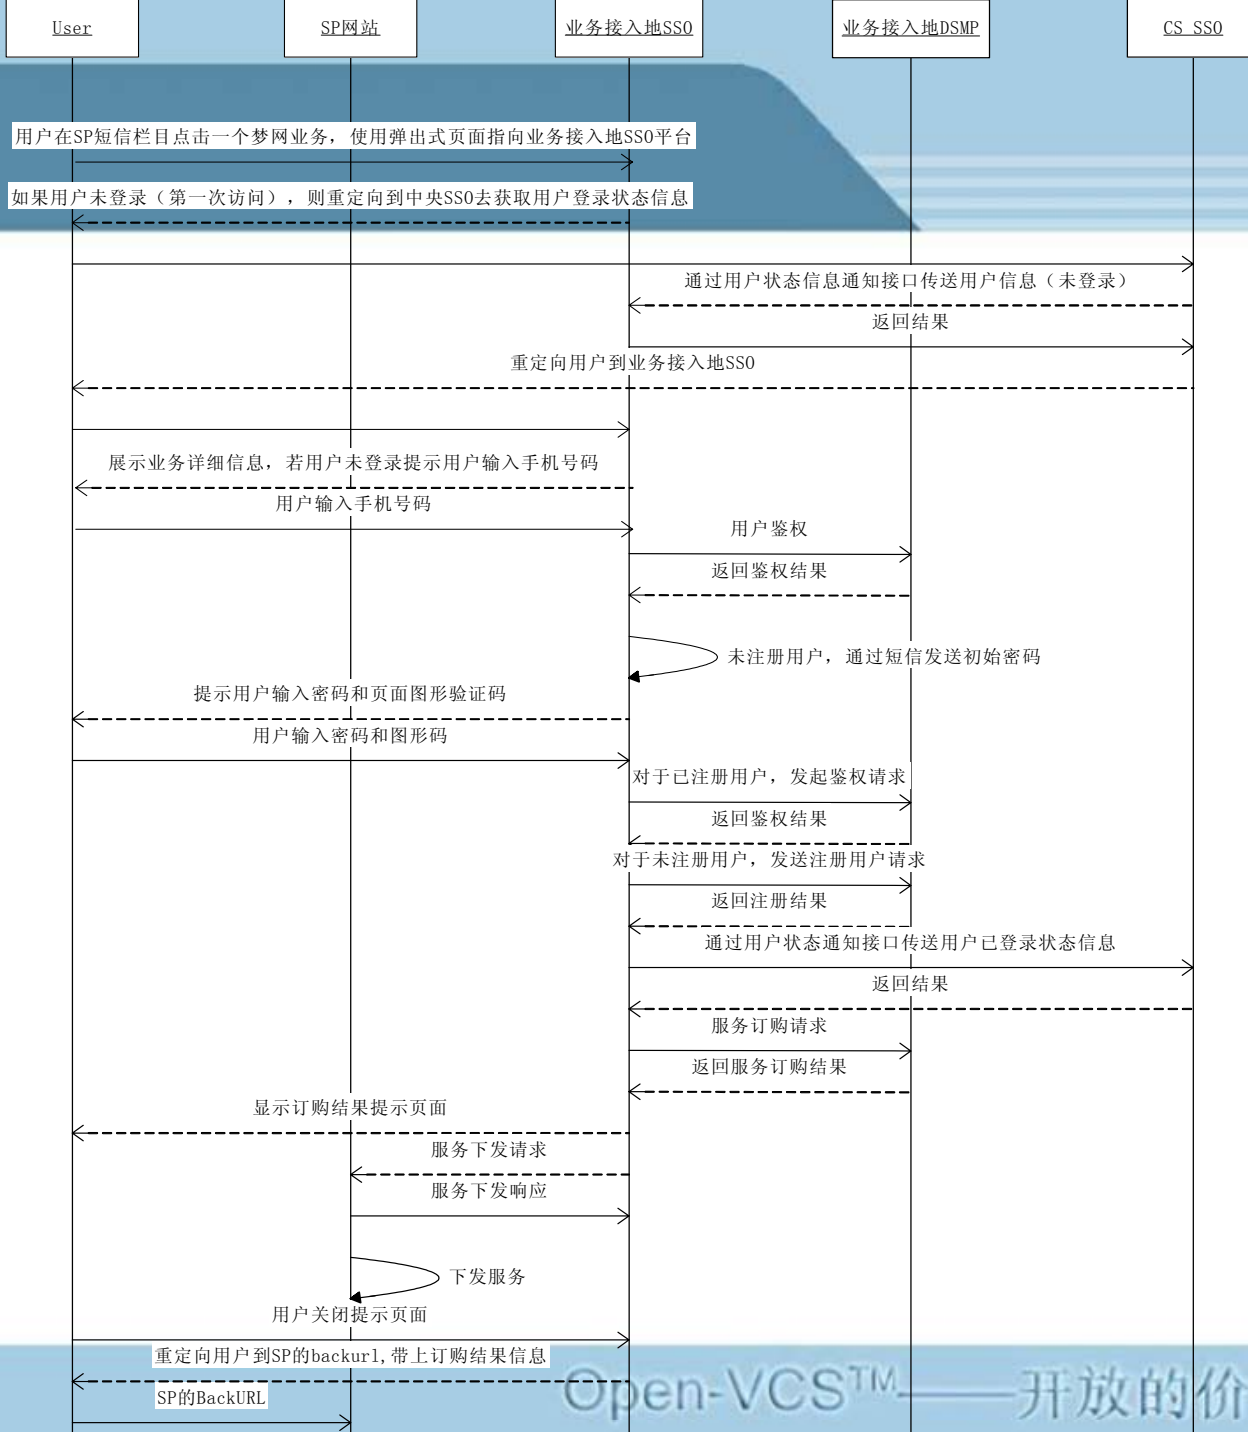 User
SP网站
业务接入地SSO
业务接入地DSMP
CS SSO
用户在SP短信栏目点击一个梦网业务，使用弹出式页面指向业务接入地SSO平台
如果用户未登录（第一次访问），则重定向到中央SSO去获取用户登录状态信息
通过用户状态信息通知接口传送用户信息（未登录）
返回结果
重定向用户到业务接入地SSO
展示业务详细信息，若用户未登录提示用户输入手机号码
用户输入手机号码
用户鉴权
返回鉴权结果
未注册用户，通过短信发送初始密码
提示用户输入密码和页面图形验证码
用户输入密码和图形码
对于已注册用户，发起鉴权请求
返回鉴权结果
对于未注册用户，发送注册用户请求
返回注册结果
通过用户状态通知接口传送用户已登录状态信息
返回结果
服务订购请求
返回服务订购结果
显示订购结果提示页面
服务下发请求
服务下发响应
下发服务
用户关闭提示页面
重定向用户到SP的backurl,带上订购结果信息
SP的BackURL
Open-VCS™——开放的价